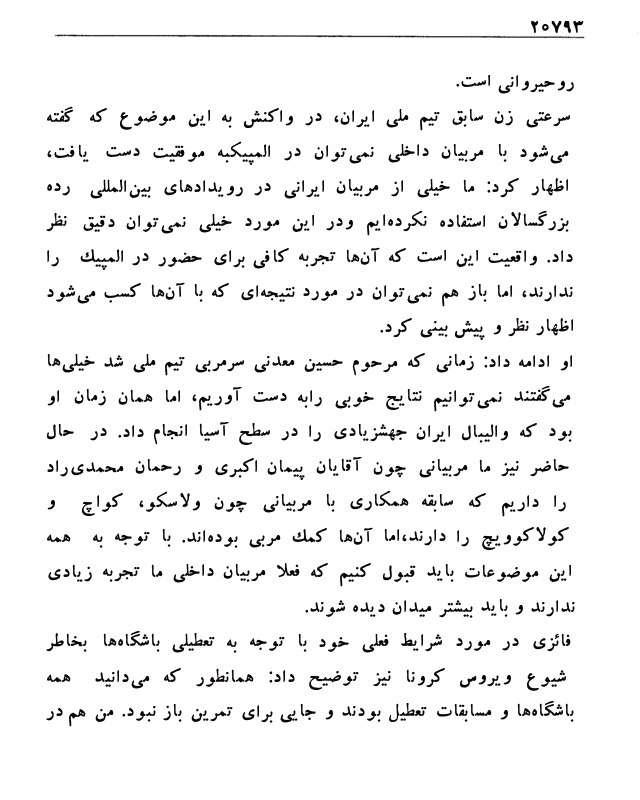 ۲۰۷۹۳
روحیروانی است.
سرعتی زن سابق تیم ملی ایران، در واکنش به این موضوع که گفته
می‌شود با مربیان داخلی نمی‌توان در المپیکبه موفقیت دست یافت،
اظهار کرد: ما خیلی از مربیان ایرانی در رویدادهای بین‌المللی رده
بزرگسالان استفاده نکرده‌ایم ودر این مورد خیلی نمی‌توان دقیق نظر
داد. واقعیت این است که آن‌ها تجربه کافی برای حضور در المپیك را
ندارند، اما باز هم نمی‌توان در مورد نتیجه‌ای که با آن‌ها کسب می‌شود
اظهار نظر و پیش بینی کرد.
او ادامه داد: زمانی که مرحوم حسین معدنی سرمربی تیم ملی شد خیلی‌ها
می‌گفتند نمی‌توانیم نتایج خوبی رابه دست آوریم، اما همان زمان او
بود که والیبال ایران جهشزیادی را در سطح آسیا انجام داد. در حال
حاضر نیز ما مربیانی چون آقایان پیمان اکبری و رحمان محمدی‌راد
را داریم که سابقه همکاری با مربیانی چون ولاسکو، کواچ و
کولاکوویچ را دارند،اما آن‌ها کمك مربی بوده‌اند. با توجه به همه
این موضوعات باید قبول کنیم که فعلا مربیان داخلی ما تجربه زیادی
ندارند و باید بیشتر میدان دیده شوند.
فائزی در مورد شرایط فعلی خود با توجه به تعطیلی باشگاه‌ها بخاطر
شیوع ویروس کرونا نیز توضیح داد: همانطور که می‌دانید همه
باشگاه‌ها و مسابقات تعطیل بودند و جایی برای تمرین باز نبود. من هم در